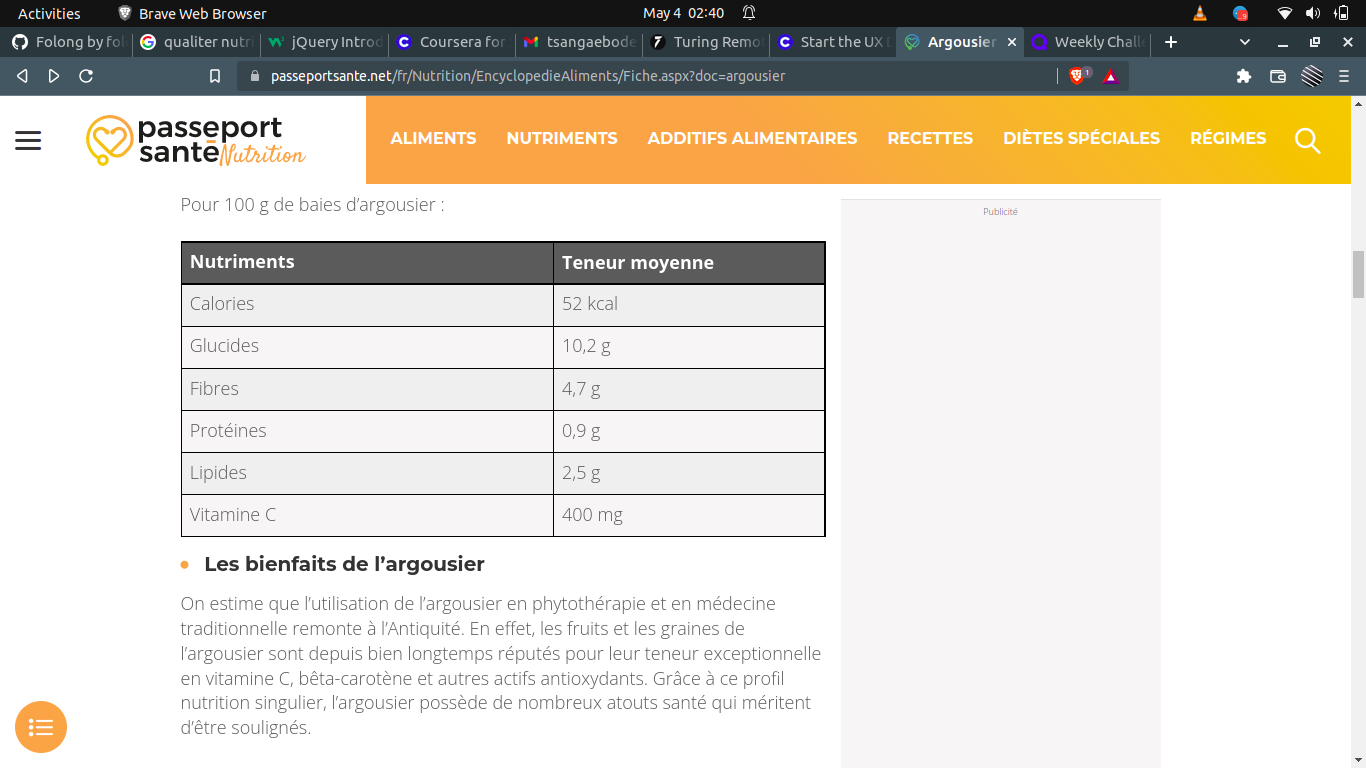 Activities Brave Web Browser May 4 02:40
Folong by fol qualiter nutri jQuery Introd Coursera for tsangaebode Turing Remo Start the UX D Argousier Weekly Chall
passeportsante.net/fr/Nutrition/EncyclopedieAliments/Fiche.aspx?doc=argousier 1
passeport
santé Nutrition
ALIMENTS NUTRIMENTS ADDITIFS ALIMENTAIRES RECETTES DIÈTES SPÉCIALES RÉGIMES
Pour 100 g de baies d’argousier :
Publicité
Nutriments Teneur moyenne
Calories 52 kcal
Glucides 10,2 g
Fibres 4,7 g
Protéines 0,9 g
Lipides 2,5 g
Vitamine C 400 mg
Les bienfaits de l’argousier
On estime que l’utilisation de l’argousier en phytothérapie et en médecine
traditionnelle remonte à l’Antiquité. En effet, les fruits et les graines de
l’argousier sont depuis bien longtemps réputés pour leur teneur exceptionnelle
en vitamine C, bêta-carotène et autres actifs antioxydants. Grâce à ce profil
nutrition singulier, l’argousier possède de nombreux atouts santé qui méritent
d’être soulignés.